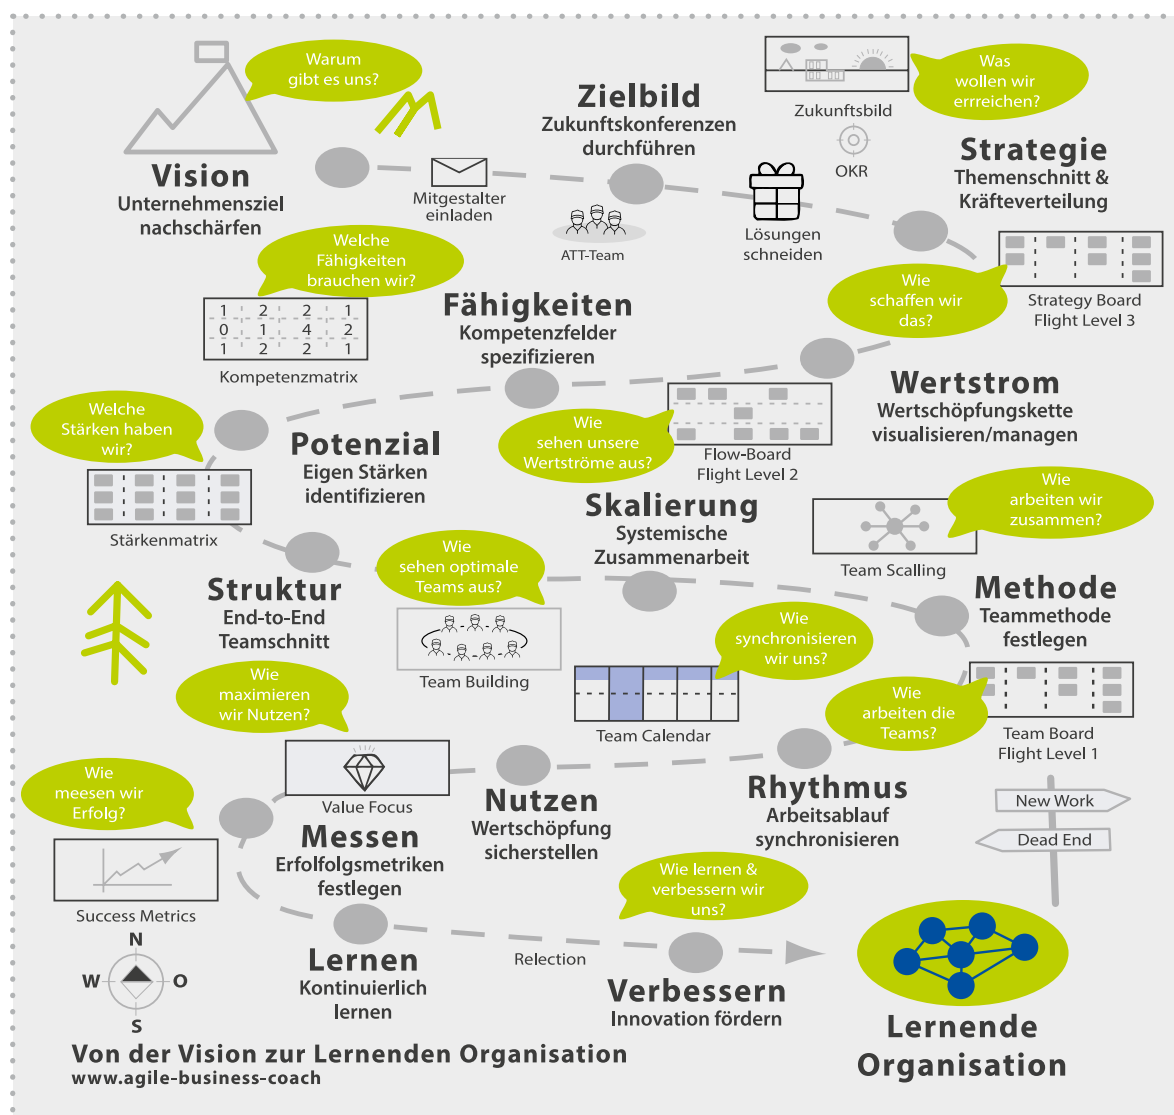 Warum
gibt es uns?
Vision
Unternehmensziel
nachschärfen
Mitgestalter
einladen
Zielbild
Zukunftskonferenzen
durchführen
ATT-Team
Zukunftsbild
OKR
Was
wollen wir
errreichen?
Lösungen
schneiden
Strategie
Themenschnitt &
Kräfteverteilung
Strategy Board
Flight Level 3
Wie
schaffen wir
das?
Wertstrom
Wertschöpfungskette
visualisieren/managen
Flow-Board
Flight Level 2
Wie
sehen unsere
Wertströme aus?
Fähigkeiten
Kompetenzfelder
spezifizieren
Welche
Fähigkeiten
brauchen wir?
1 2 2 1
0 1 4 2
1 2 2 1
Kompetenzmatrix
Potenzial
Eigen Stärken
identifizieren
Welche
Stärken haben
wir?
Stärkenmatrix
Struktur
End-to-End
Teamschnitt
Wie
sehen optimale
Teams aus?
Team Building
Skalierung
Systemische
Zusammenarbeit
Wie
arbeiten wir
zusammen?
Team Scalling
Methode
Teammethode
festlegen
Team Board
Flight Level 1
Wie
arbeiten die
Teams?
Wie
synchronisieren
wir uns?
Team Calendar
Rhythmus
Arbeitsablauf
synchronisieren
Nutzen
Wertschöpfung
sicherstellen
Wie
maximieren
wir Nutzen?
Value Focus
Messen
Erfolfolgsmetriken
festlegen
Wie
meesen wir
Erfolg?
Success Metrics
Lernen
Kontinuierlich
lernen
Relection
Wie lernen &
verbessern wir
uns?
Verbessern
Innovation fördern
New Work
Dead End
Lernende
Organisation
N
W O
S
Von der Vision zur Lernenden Organisation
www.agile-business-coach